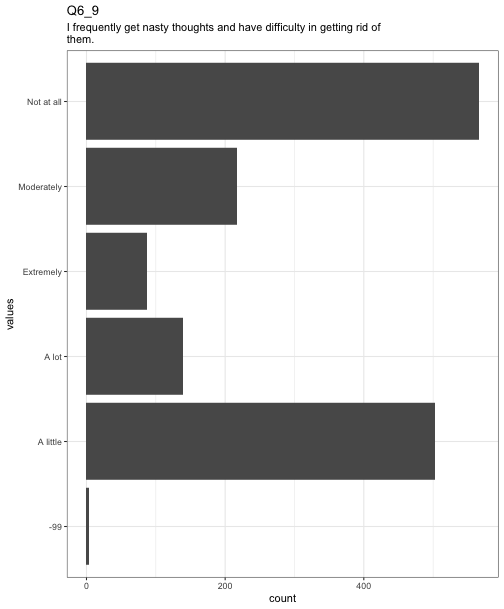 Q6_9
I frequently get nasty thoughts and have difficulty in getting rid of
them.
Not at all
Moderately
Extremely
A lot
A little
-99
values
0 200 400
count